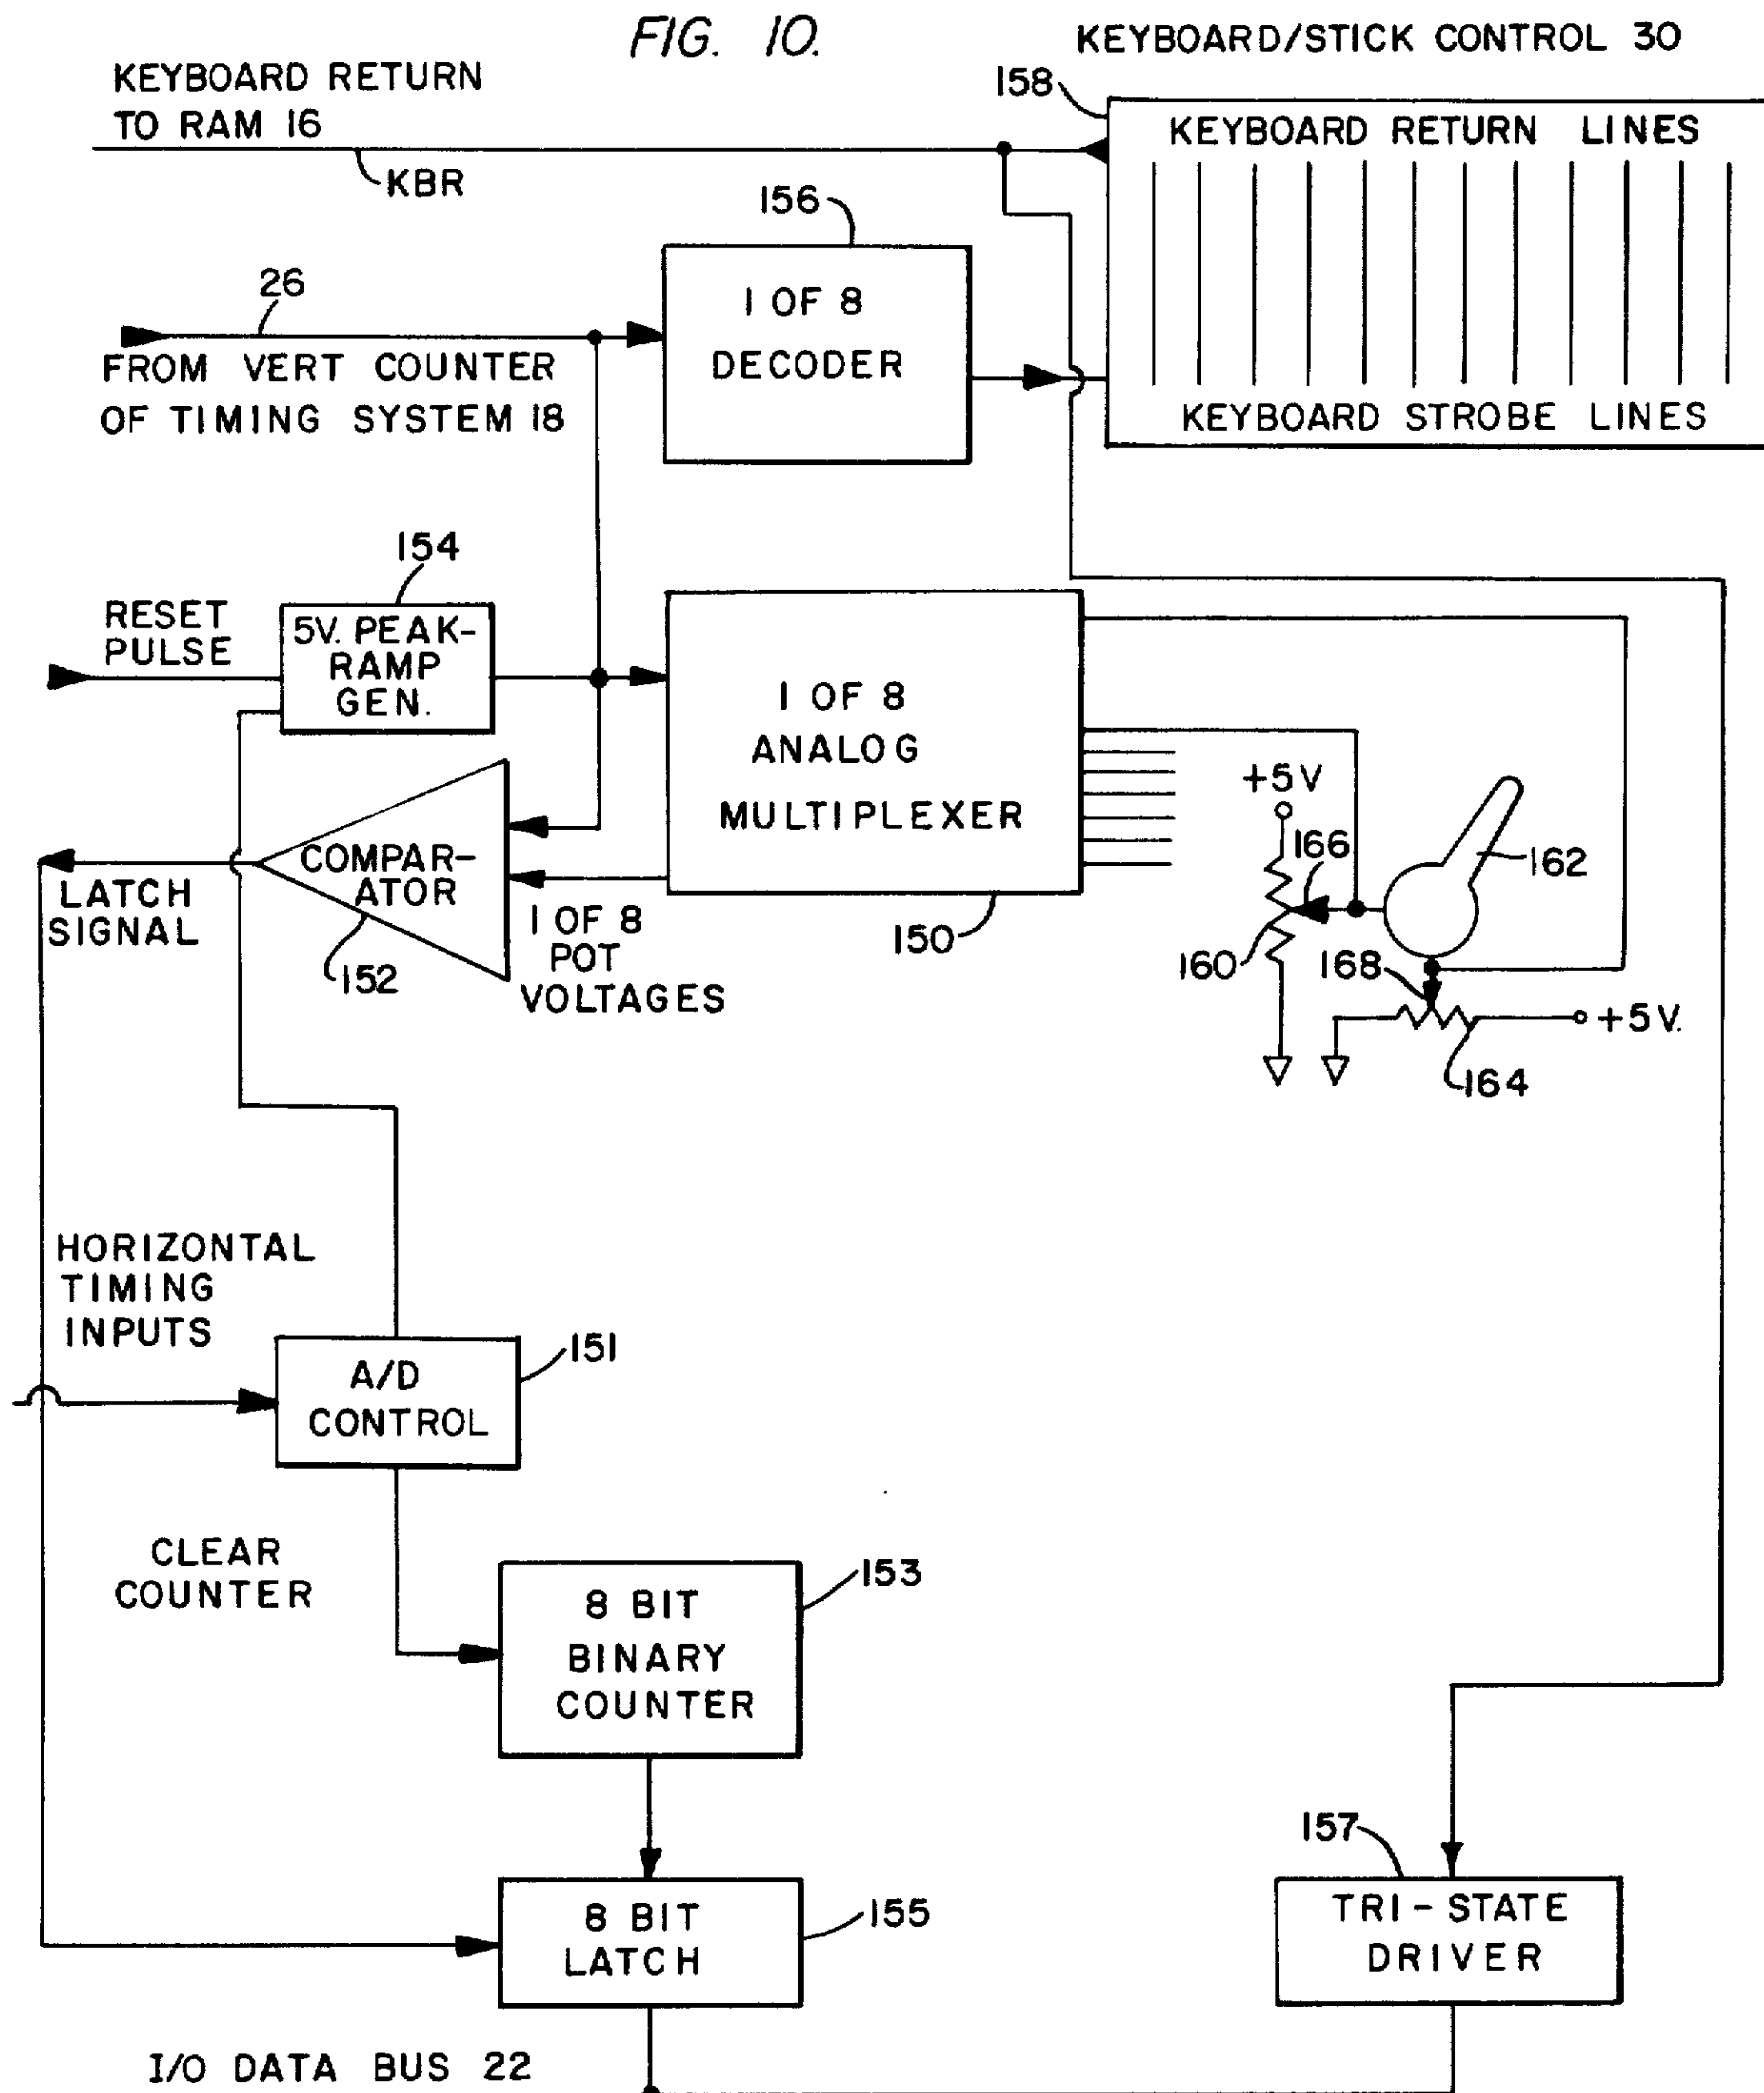 FIG. 10.
KEYBOARD/STICK CONTROL 30
KEYBOARD RETURN
TO RAM 16
KBR
158
KEYBOARD RETURN LINES
KEYBOARD STROBE LINES
156
1 OF 8
DECODER
26
FROM VERT COUNTER
OF TIMING SYSTEM 18
154
RESET
PULSE
5V. PEAK-
RAMP
GEN.
1 OF 8
ANALOG
MULTIPLEXER
150
COMPAR-
ATOR
152
LATCH
SIGNAL
1 OF 8
POT
VOLTAGES
+5V
166
162
160
168
+5V.
164
HORIZONTAL
TIMING
INPUTS
A/D
CONTROL
151
CLEAR
COUNTER
8 BIT
BINARY
COUNTER
153
8 BIT
LATCH
155
157
TRI-STATE
DRIVER
I/O DATA BUS 22